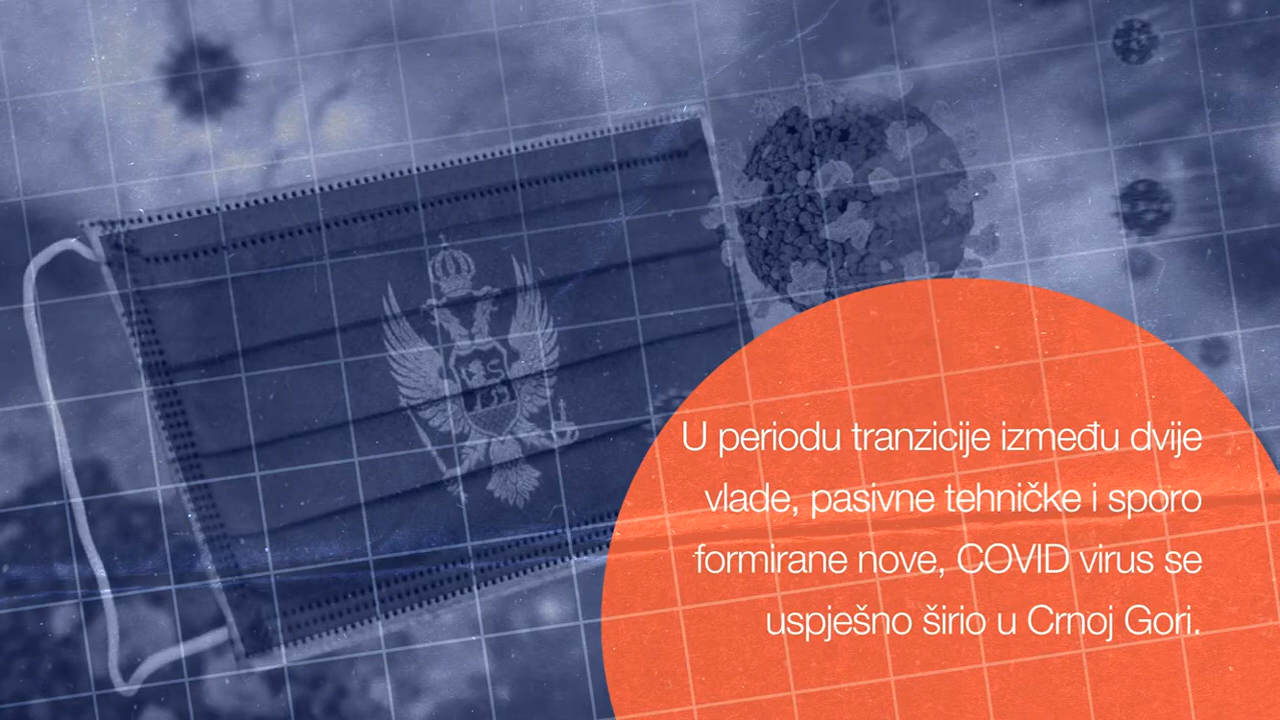 U periodu tranzicije između dvije
vlade, pasivne tehničke i sporo
formirane nove, COVID virus se
uspješno širio u Crnoj Gori.